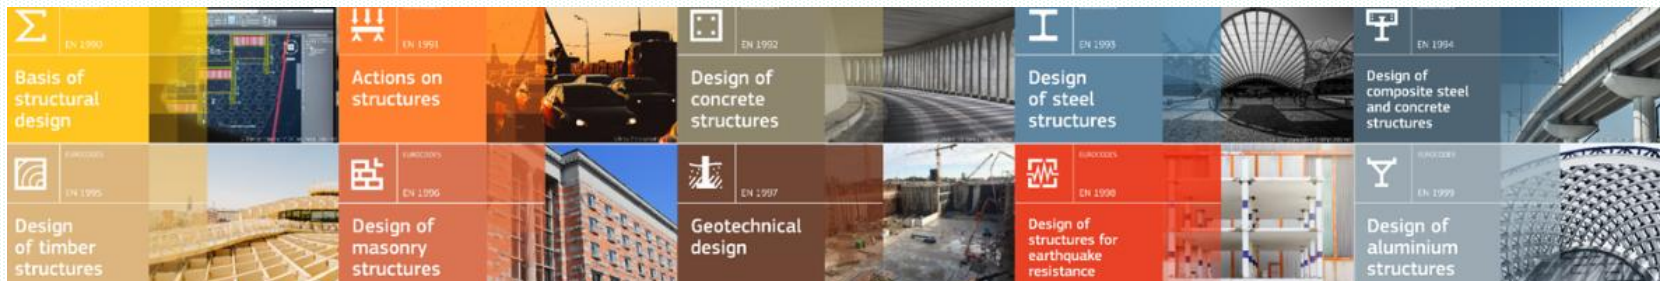 EN 1990
Basis of
structural
design
EN 1991
Actions on
structures
EN 1992
Design of
concrete
structures
EN 1993
Design
of steel
structures
EN 1994
Design of
composite steel
and concrete
structures
EUROCODES
EN 1995
Design
of timber
structures
EUROCODES
EN 1996
Design of
masonry
structures
EN 1997
Geotechnical
design
EUROCODES
EN 1998
Design of
structures for
earthquake
resistance
EUROCODES
EN 1999
Design of
aluminium
structures